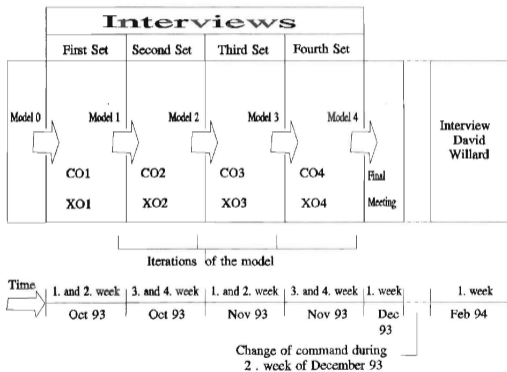 Interviews
First Set Second Set Third Set Fourth Set
Model 0 Model 1 Model 2 Model 3 Model 4
Interview
David
Willard
CO1 CO2 CO3 CO4 Final
XO1 XO2 XO3 XO4 Meeting
Iterations of the model
Time
1. and 2. week 3. and 4. week 1. and 2. week 3. and 4. week 1. week 1. week
Oct 93 Oct 93 Nov 93 Nov 93 Dec Feb 94
93
Change of command during
2 . week of December 93